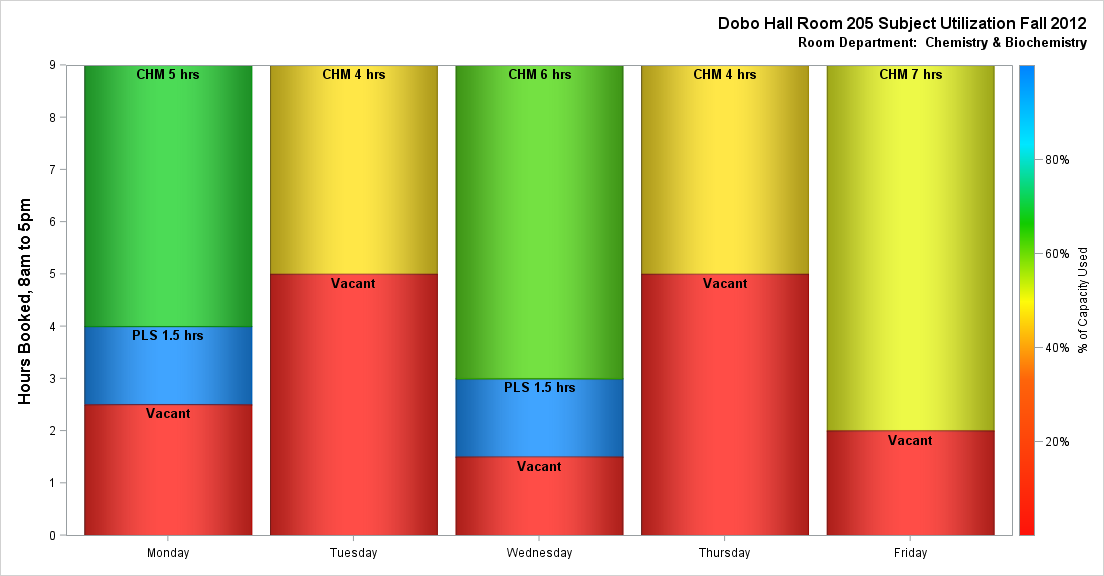 Dobo Hall Room 205 Subject Utilization Fall 2012
Room Department:  Chemistry & Biochemistry
Hours Booked, 8am to 5pm
9
8
7
6
5
4
3
2
1
0
CHM 5 hrs
PLS 1.5 hrs
Vacant
CHM 4 hrs
Vacant
CHM 6 hrs
PLS 1.5 hrs
Vacant
CHM 4 hrs
Vacant
CHM 7 hrs
Vacant
Monday
Tuesday
Wednesday
Thursday
Friday
80%
60%
40%
20%
% of Capacity Used